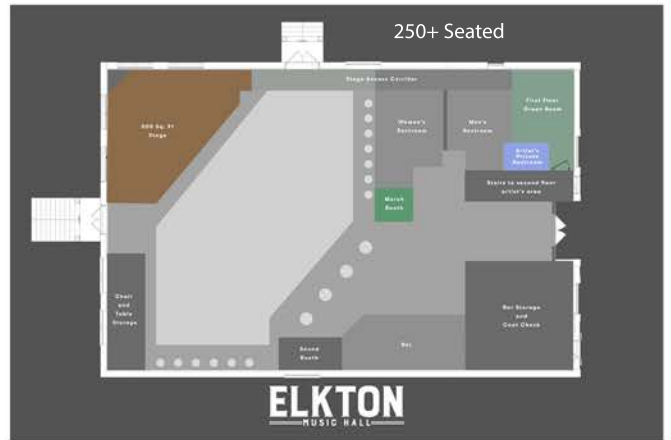 250+ Seated
Stage Access Corridor
Women's
Restroom
Men's
Restroom
First Floor
Green Room
Sq. Ft
Stage
Artist's
Private
Restroom
Stairs to second floor
artist's area
Merch
Booth
Chair
and
Table
Storage
Bar Storage
and
Coat Check
Sound
Booth
Bar
ELKTON
MUSIC HALL